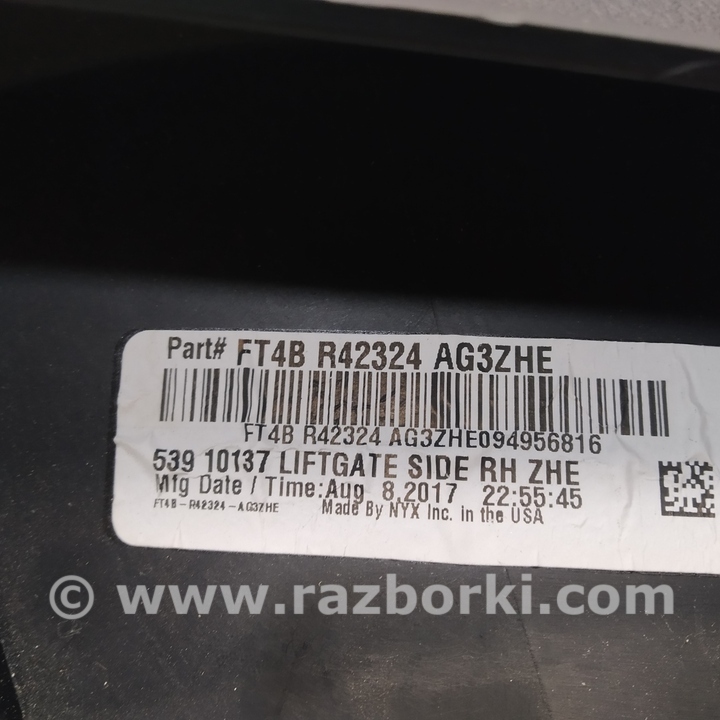 Part# FT4B R42324 AG3ZHE
FT4B R42324 AG3ZHE094956816
539 10137 LIFTGATE SIDE RH ZHE
Mfg Date / Time:Aug 8,2017 22:55:45
FT4B-R42324-AG3ZHE Made By NYX Inc. in the USA
© www.razborki.com